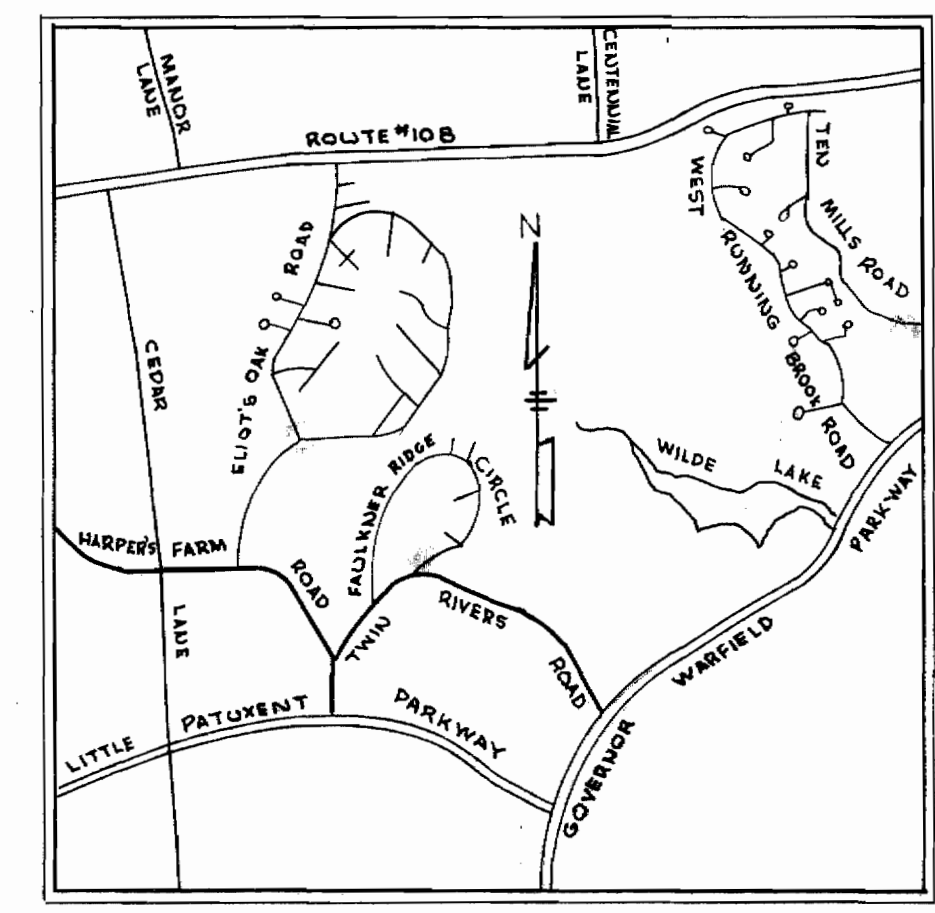 MANOR
LANE
CENTENNIAL
LANE
ROUTE #108
TEN
MILLS ROAD
WEST
RUNNING
BROOK
ROAD
N
ELIOT'S OAK ROAD
CEDAR
LANE
FAULKNER RIDGE
CIRCLE
WILDE LAKE
HARPER'S FARM
ROAD
TWIN
RIVERS
ROAD
GOVERNOR
WARFIELD
PARKWAY
LITTLE PATUXENT PARKWAY